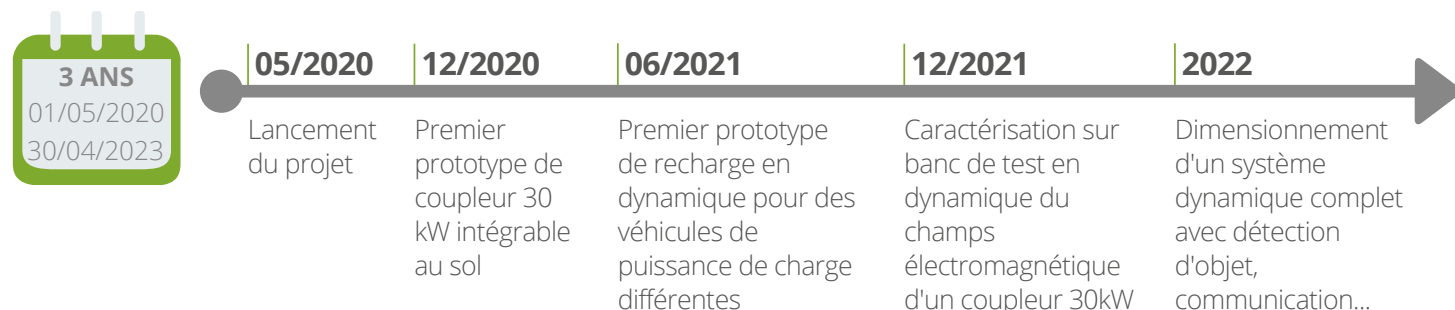 3 ANS
01/05/2020
30/04/2023
05/2020
Lancement
du projet
12/2020
Premier
prototype de
coupleur 30
kW intégrable
au sol
06/2021
Premier prototype
de recharge en
dynamique pour des
véhicules de
puissance de charge
différentes
12/2021
Caractérisation sur
banc de test en
dynamique du
champs
électromagnétique
d'un coupleur 30kW
2022
Dimensionnement
d'un système
dynamique complet
avec détection
d'objet,
communication...